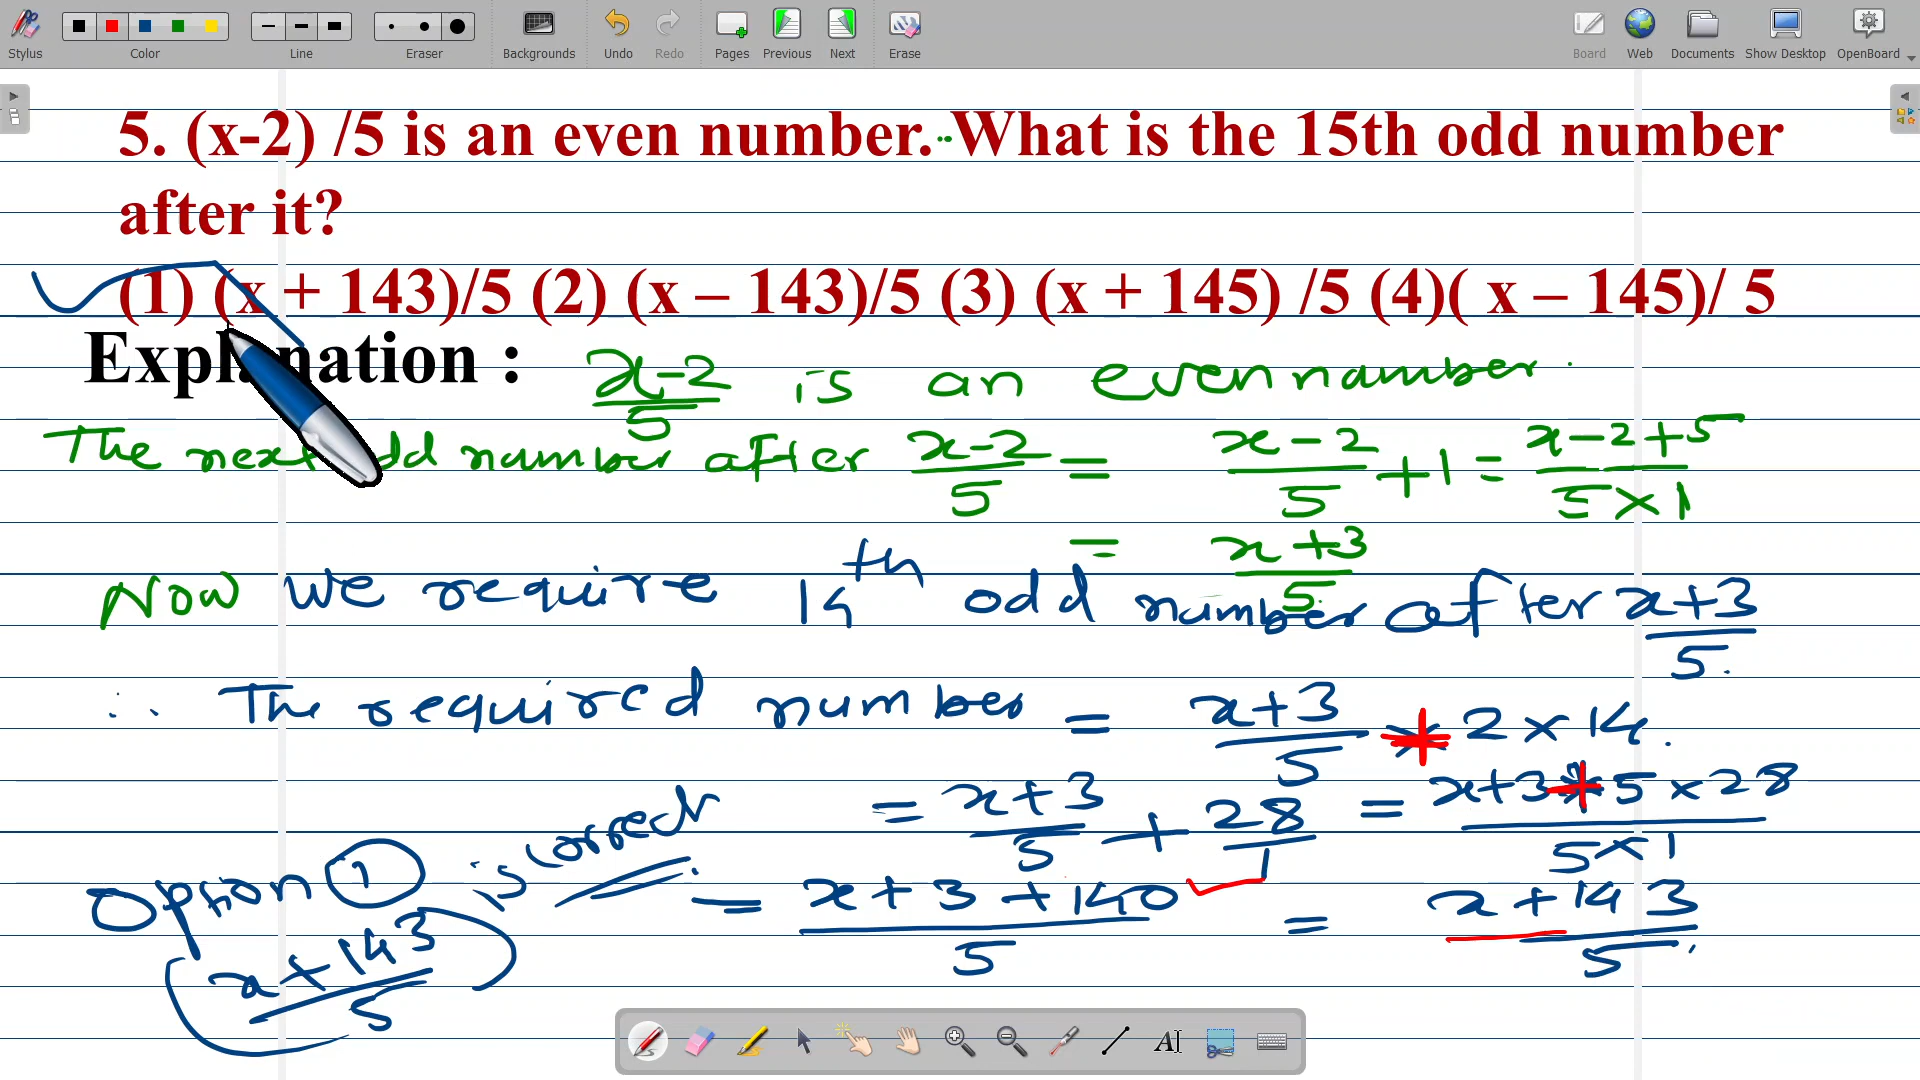 Stylus Color Line Eraser Backgrounds Undo Redo Pages Previous Next Erase Board Web Documents Show Desktop OpenBoard
5. (x-2) /5 is an even number. What is the 15th odd number
after it?
(1) (x + 143)/5 (2) (x – 143)/5 (3) (x + 145) /5 (4)( x – 145)/ 5
Explanation : x-2/5 is an even number.
The next odd number after x-2/5 = x-2/5 + 1 = x-2+5/5×1
= x+3/5.
Now we require 14th odd number after x+3/5.
∴ The required number = x+3/5 + 2×14.
= x+3/5 + 28/1 = x+3+5×28/5×1
= x+3+140/5 = x+143/5.
Option 1 is correct
(x+143/5)